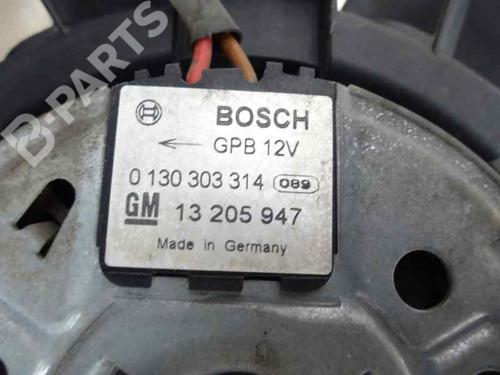 B-PARTS
BOSCH
GPB 12V
0 130 303 314 089
GM 13 205 947
Made in Germany